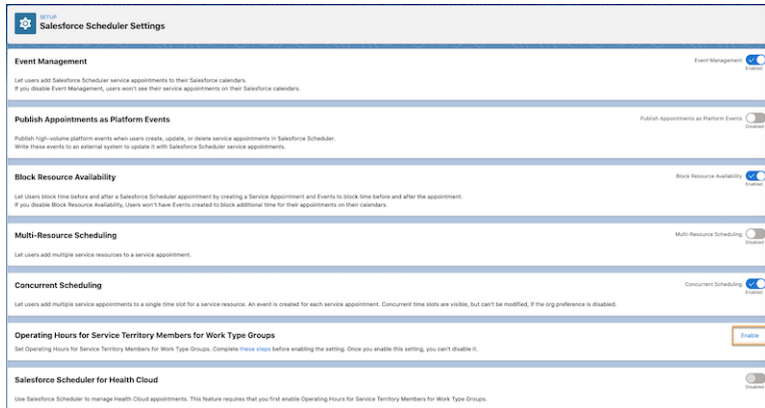 SETUP
Salesforce Scheduler Settings
Event Management
Event Management
Enabled
Let users add Salesforce Scheduler service appointments to their Salesforce calendars.
If you disable Event Management, users won't see their service appointments on their Salesforce calendars.
Publish Appointments as Platform Events
Publish Appointments as Platform Events
Disabled
Publish high-volume platform events when users create, update, or delete service appointments in Salesforce Scheduler.
Write these events to an external system to update it with Salesforce Scheduler service appointments.
Block Resource Availability
Block Resource Availability
Enabled
Let Users block time before and after a Salesforce Scheduler appointment by creating a Service Appointment and Events to block time before and after the appointment.
If you disable Block Resource Availability, Users won't have Events created to block additional time for their appointments on their calendars.
Multi-Resource Scheduling
Multi-Resource Scheduling
Disabled
Let users add multiple service resources to a service appointment.
Concurrent Scheduling
Concurrent Scheduling
Enabled
Let users add multiple service appointments to a single time slot for a service resource. An event is created for each service appointment. Concurrent time slots are visible, but can't be modified, if the org preference is disabled.
Operating Hours for Service Territory Members for Work Type Groups
Enable
Set Operating Hours for Service Territory Members for Work Type Groups. Complete these steps before enabling the setting. Once you enable this setting, you can't disable it.
Salesforce Scheduler for Health Cloud
Disabled
Use Salesforce Scheduler to manage Health Cloud appointments. This feature requires that you first enable Operating Hours for Service Territory Members for Work Type Groups.